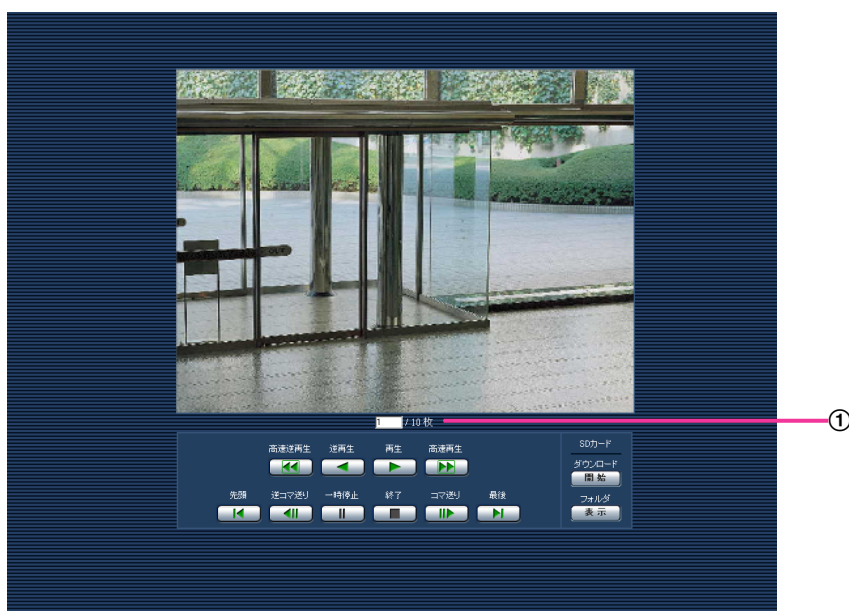 1 / 10 枚
①
高速逆再生 逆再生 再生 高速再生
SDカード
ダウンロード
開始
先頭 逆コマ送り 一時停止 終了 コマ送り 最後
フォルダ
表示